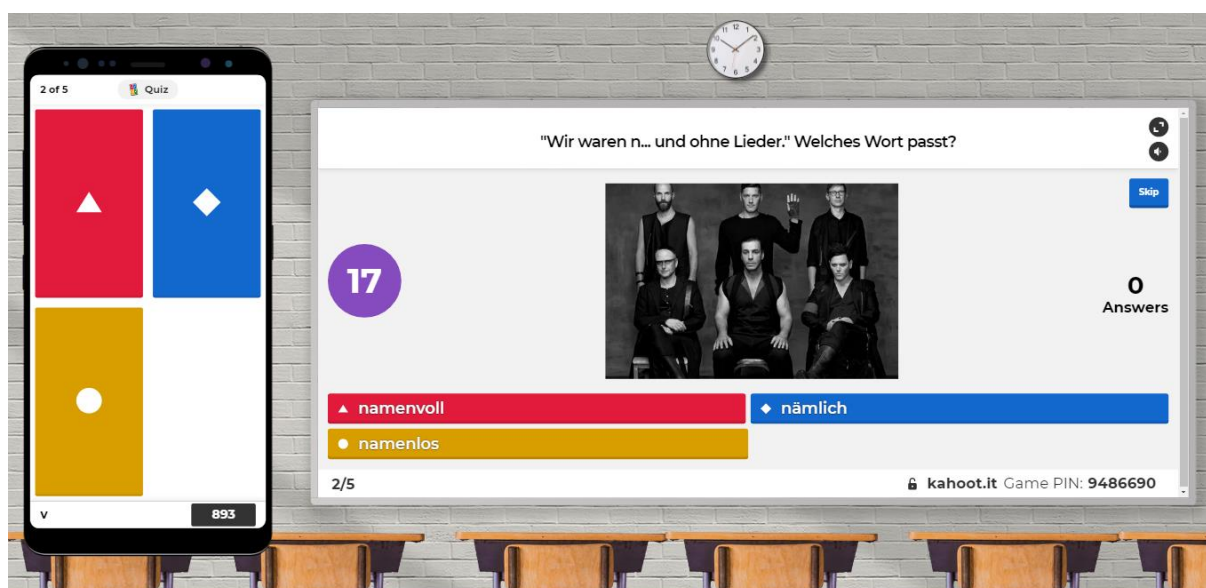 2 of 5
Quiz
"Wir waren n... und ohne Lieder." Welches Wort passt?
Skip
17
0
Answers
namenvoll
nämlich
namenlos
2/5
kahoot.it Game PIN: 9486690
v
893